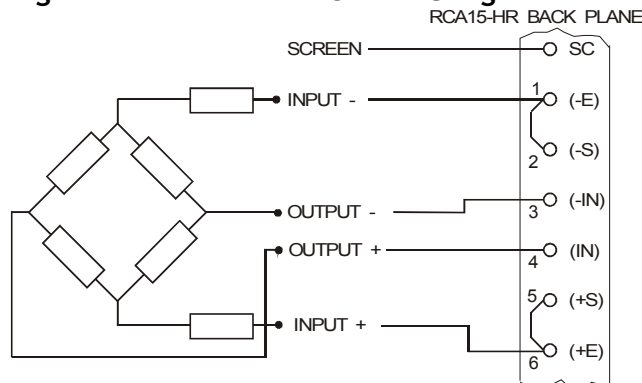 RCA15-HR BACK PLANE
SCREEN SC
1
INPUT - (-E)
2 (-S)
OUTPUT - 3 (-IN)
OUTPUT + 4 (IN)
5 (+S)
INPUT + 6 (+E)